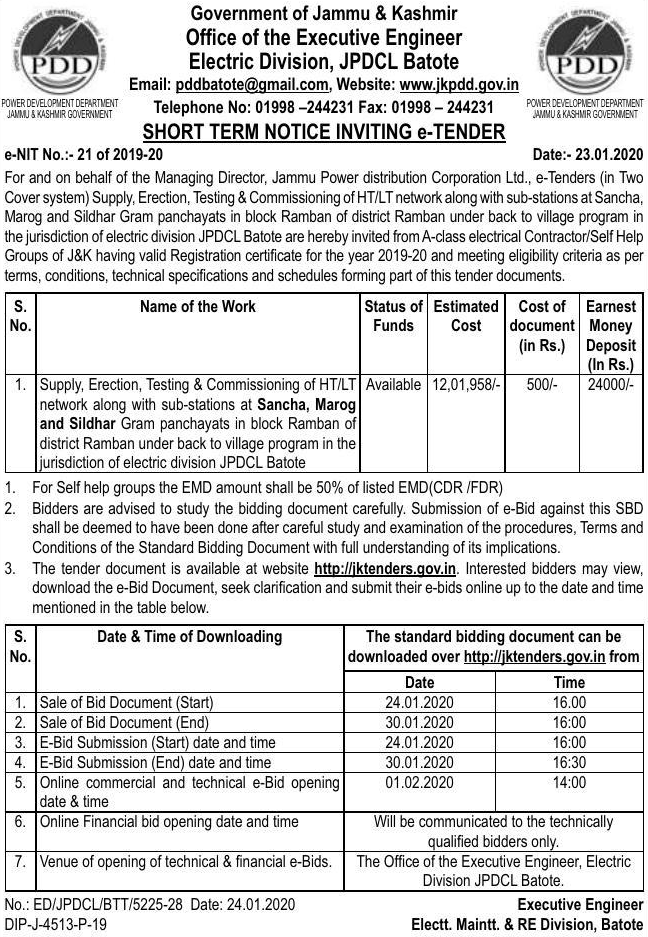 Government of Jammu & Kashmir
Office of the Executive Engineer
Electric Division, JPDCL Batote
PDD
POWER DEVELOPMENT DEPARTMENT
JAMMU & KASHMIR GOVERNMENT
PDD
POWER DEVELOPMENT DEPARTMENT
JAMMU & KASHMIR GOVERNMENT
Email: pddbatote@gmail.com, Website: www.jkpdd.gov.in
Telephone No: 01998 –244231 Fax: 01998 – 244231
SHORT TERM NOTICE INVITING e-TENDER
e-NIT No.:- 21 of 2019-20 Date:- 23.01.2020
For and on behalf of the Managing Director, Jammu Power distribution Corporation Ltd., e-Tenders (in Two
Cover system) Supply, Erection, Testing & Commissioning of HT/LT network along with sub-stations at Sancha,
Marog and Sildhar Gram panchayats in block Ramban of district Ramban under back to village program in
the jurisdiction of electric division JPDCL Batote are hereby invited from A-class electrical Contractor/Self Help
Groups of J&K having valid Registration certificate for the year 2019-20 and meeting eligibility criteria as per
terms, conditions, technical specifications and schedules forming part of this tender documents.
S. No. Name of the Work Status of Funds Estimated Cost Cost of document (in Rs.) Earnest Money Deposit (In Rs.)
1. Supply, Erection, Testing & Commissioning of HT/LT Available 12,01,958/- 500/- 24000/-
network along with sub-stations at Sancha, Marog
and Sildhar Gram panchayats in block Ramban of
district Ramban under back to village program in the
jurisdiction of electric division JPDCL Batote
1. For Self help groups the EMD amount shall be 50% of listed EMD(CDR /FDR)
2. Bidders are advised to study the bidding document carefully. Submission of e-Bid against this SBD
shall be deemed to have been done after careful study and examination of the procedures, Terms and
Conditions of the Standard Bidding Document with full understanding of its implications.
3. The tender document is available at website http://jktenders.gov.in. Interested bidders may view,
download the e-Bid Document, seek clarification and submit their e-bids online up to the date and time
mentioned in the table below.
S. No. Date & Time of Downloading The standard bidding document can be
downloaded over http://jktenders.gov.in from
Date Time
1. Sale of Bid Document (Start) 24.01.2020 16.00
2. Sale of Bid Document (End) 30.01.2020 16:00
3. E-Bid Submission (Start) date and time 24.01.2020 16:00
4. E-Bid Submission (End) date and time 30.01.2020 16:30
5. Online commercial and technical e-Bid opening 01.02.2020 14:00
date & time
6. Online Financial bid opening date and time Will be communicated to the technically
qualified bidders only.
7. Venue of opening of technical & financial e-Bids. The Office of the Executive Engineer, Electric
Division JPDCL Batote.
No.: ED/JPDCL/BTT/5225-28 Date: 24.01.2020 Executive Engineer
DIP-J-4513-P-19 Electt. Maintt. & RE Division, Batote